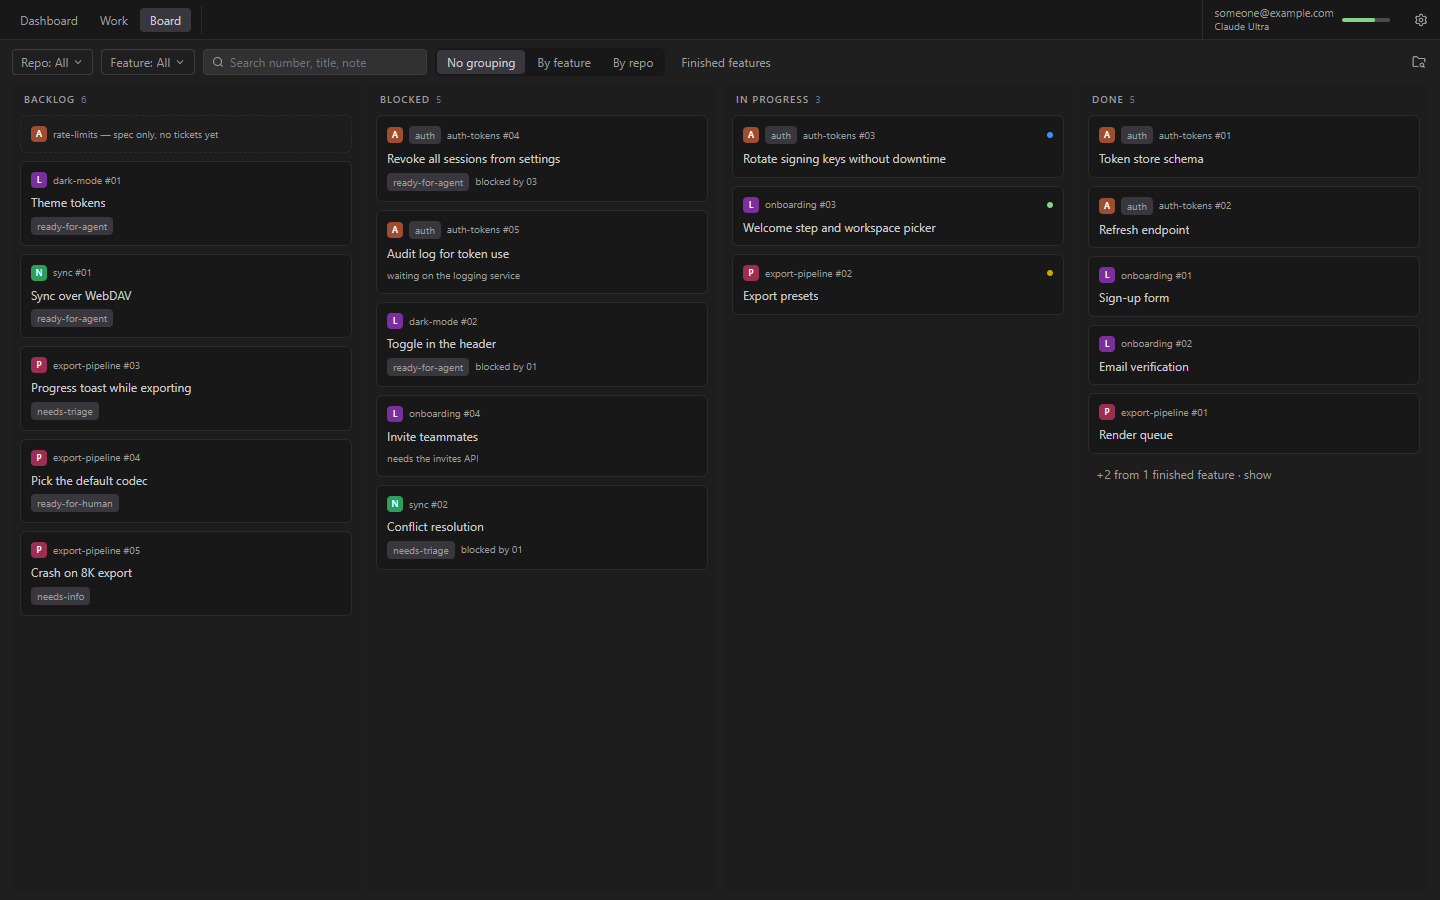 Dashboard Work Board
someone@example.com
Claude Ultra
Repo: All Feature: All Search number, title, note No grouping By feature By repo Finished features
BACKLOG 6
A rate-limits — spec only, no tickets yet
L dark-mode #01
Theme tokens
ready-for-agent
N sync #01
Sync over WebDAV
ready-for-agent
P export-pipeline #03
Progress toast while exporting
needs-triage
P export-pipeline #04
Pick the default codec
ready-for-human
P export-pipeline #05
Crash on 8K export
needs-info
BLOCKED 5
A auth auth-tokens #04
Revoke all sessions from settings
ready-for-agent blocked by 03
A auth auth-tokens #05
Audit log for token use
waiting on the logging service
L dark-mode #02
Toggle in the header
ready-for-agent blocked by 01
L onboarding #04
Invite teammates
needs the invites API
N sync #02
Conflict resolution
needs-triage blocked by 01
IN PROGRESS 3
A auth auth-tokens #03
Rotate signing keys without downtime
L onboarding #03
Welcome step and workspace picker
P export-pipeline #02
Export presets
DONE 5
A auth auth-tokens #01
Token store schema
A auth auth-tokens #02
Refresh endpoint
L onboarding #01
Sign-up form
L onboarding #02
Email verification
P export-pipeline #01
Render queue
+2 from 1 finished feature · show